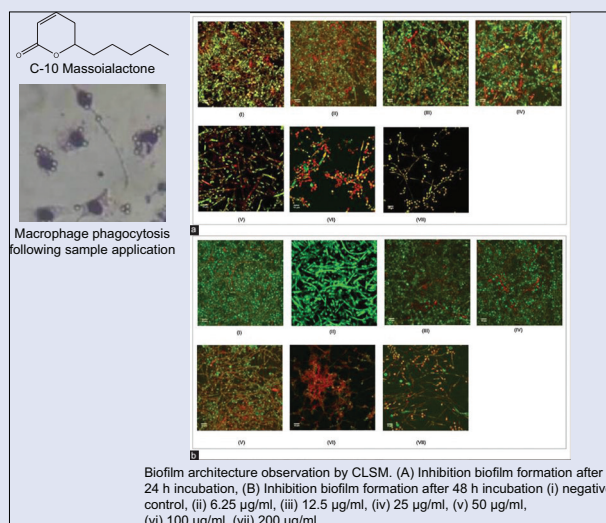 O
O
C-10 Massoialactone
Macrophage phagocytosis
following sample application
(I)
(II)
(III)
(IV)
(V)
(VI)
(VII)
a
(I)
(II)
(III)
(IV)
(V)
(VI)
(VII)
b
Biofilm architecture observation by CLSM. (A) Inhibition biofilm formation after
24 h incubation, (B) Inhibition biofilm formation after 48 h incubation (i) negative
control, (ii) 6.25 µg/ml, (iii) 12.5 µg/ml, (iv) 25 µg/ml, (v) 50 µg/ml,
(vi) 100 µg/ml, (vii) 200 µg/ml